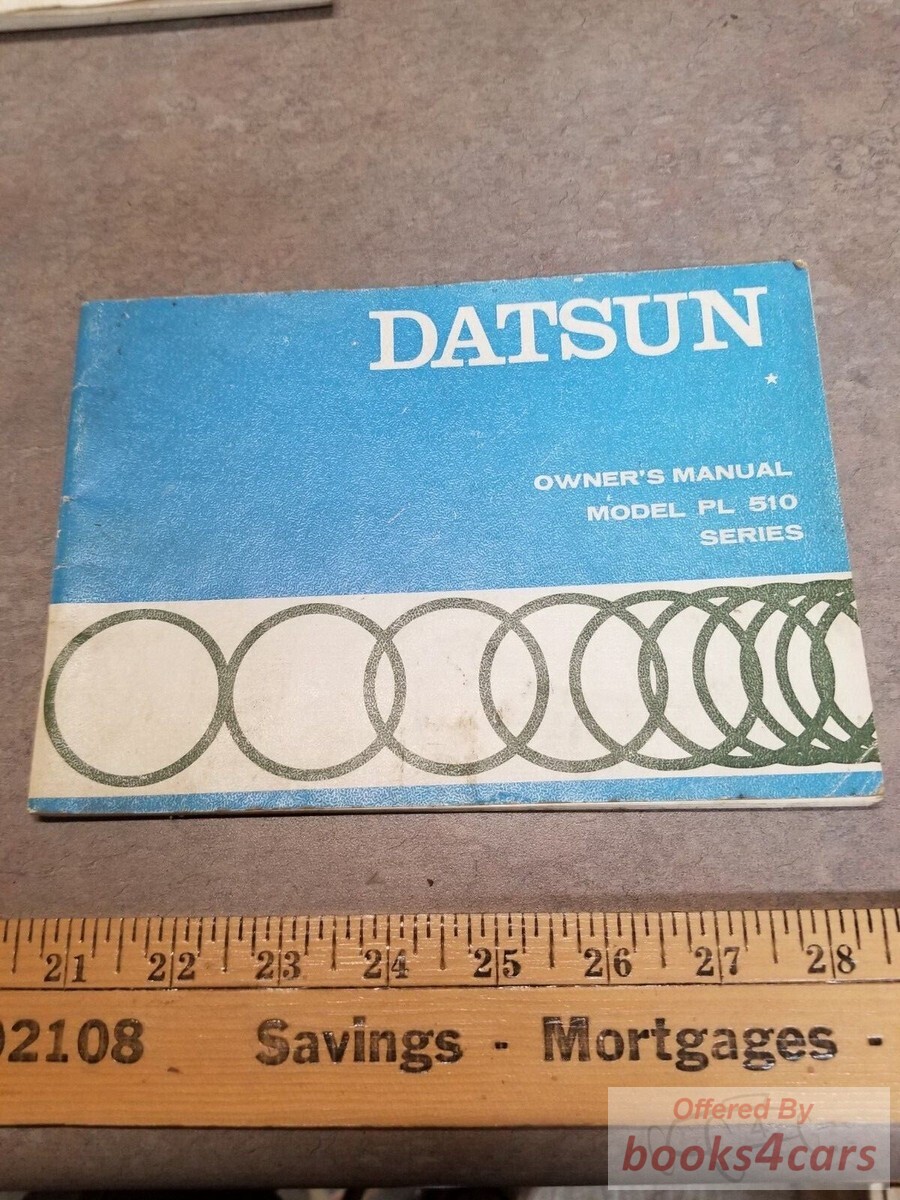 DATSUN
OWNER'S MANUAL
MODEL PL 510
SERIES
21 22 23 24 25 26 27 28
02108 Savings - Mortgages -
Offered By
books4cars